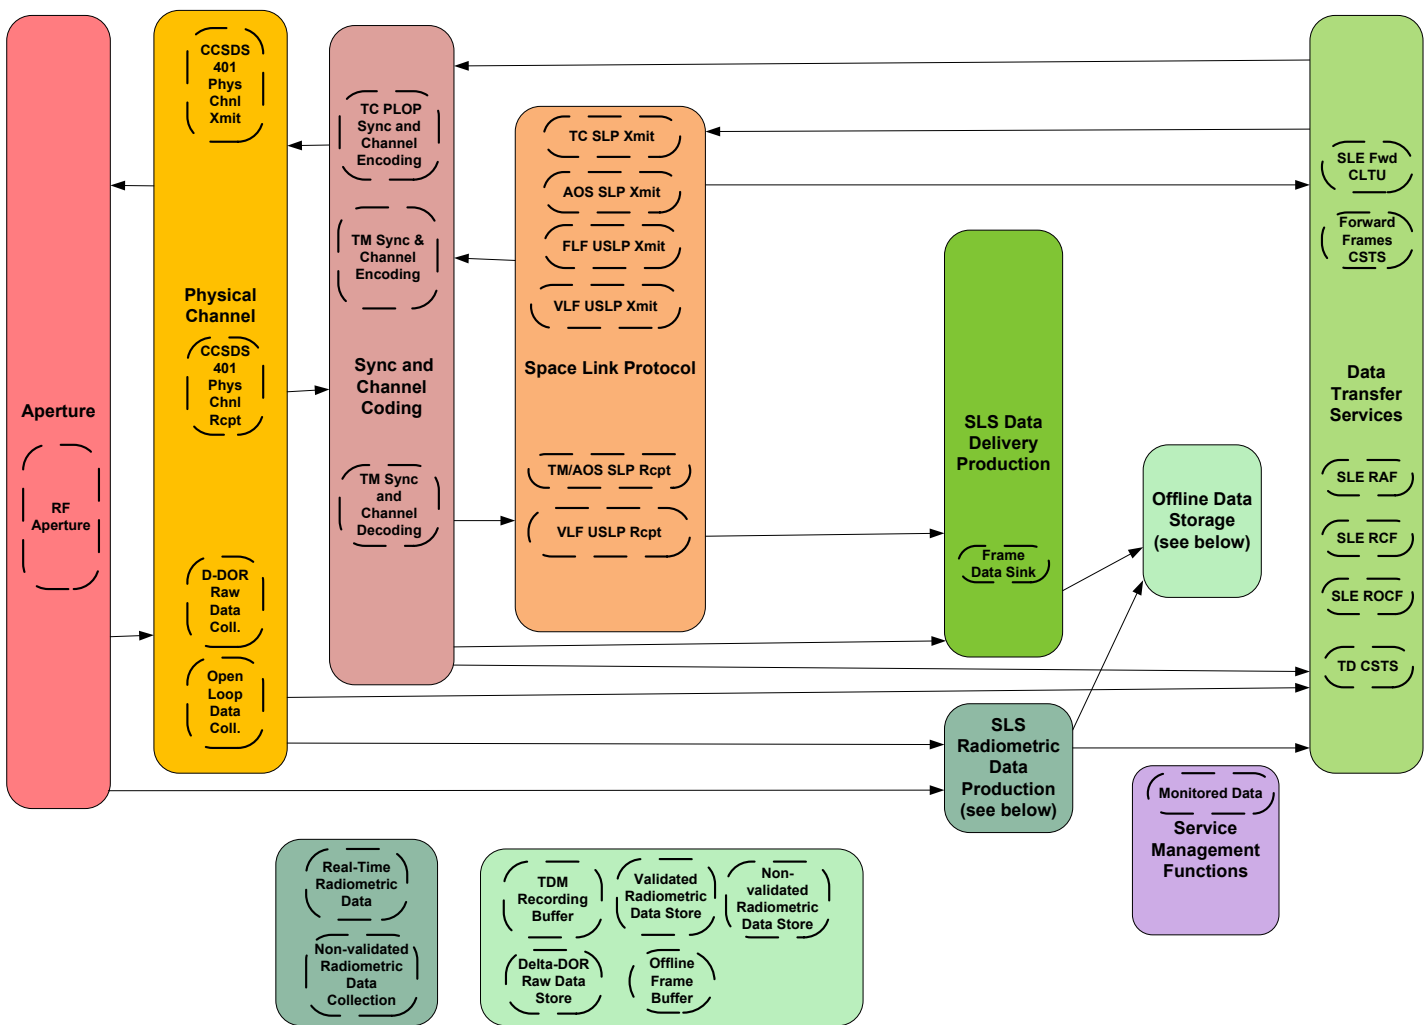 Aperture
RF
Aperture
CCSDS
401
Phys
Chnl
Xmit
Physical
Channel
CCSDS
401
Phys
Chnl
Rcpt
D-DOR
Raw
Data
Coll.
Open
Loop
Data
Coll.
TC PLOP
Sync and
Channel
Encoding
TM Sync &
Channel
Encoding
Sync and
Channel
Coding
TM Sync
and
Channel
Decoding
TC SLP Xmit
AOS SLP Xmit
FLF USLP Xmit
VLF USLP Xmit
Space Link Protocol
TM/AOS SLP Rcpt
VLF USLP Rcpt
SLS Data
Delivery
Production
Frame
Data Sink
Offline Data
Storage
(see below)
SLS
Radiometric
Data
Production
(see below)
SLE Fwd
CLTU
Forward
Frames
CSTS
Data
Transfer
Services
SLE RAF
SLE RCF
SLE ROCF
TD CSTS
Monitored Data
Service
Management
Functions
Real-Time
Radiometric
Data
Non-validated
Radiometric
Data
Collection
TDM
Recording
Buffer
Validated
Radiometric
Data Store
Non-
validated
Radiometric
Data Store
Delta-DOR
Raw Data
Store
Offline
Frame
Buffer